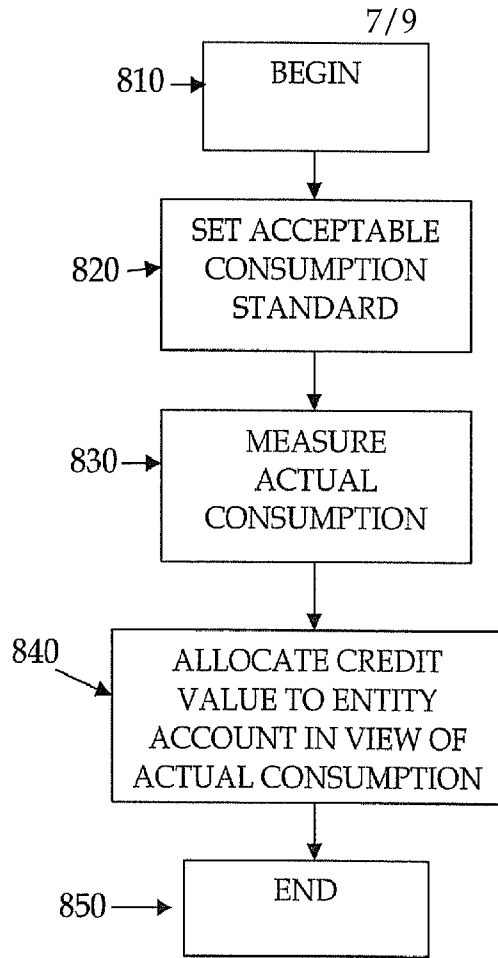 7/9
810
BEGIN
820
SET ACCEPTABLE
CONSUMPTION
STANDARD
830
MEASURE
ACTUAL
CONSUMPTION
840
ALLOCATE CREDIT
VALUE TO ENTITY
ACCOUNT IN VIEW OF
ACTUAL CONSUMPTION
850
END